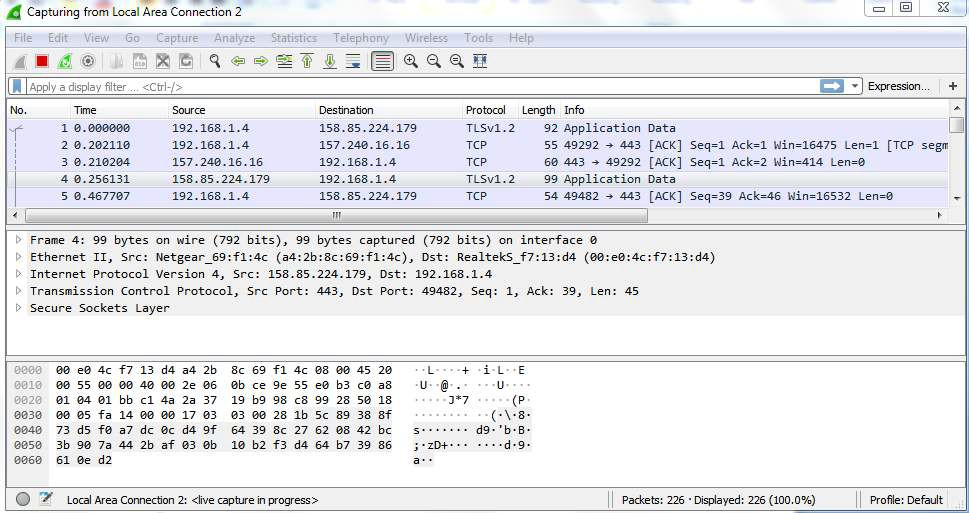 Capturing from Local Area Connection 2
File Edit View Go Capture Analyze Statistics Telephony Wireless Tools Help
Apply a display filter ... <Ctrl-/> Expression... +
No. Time Source Destination Protocol Length Info
1 0.000000 192.168.1.4 158.85.224.179 TLSv1.2 92 Application Data
2 0.202110 192.168.1.4 157.240.16.16 TCP 55 49292 → 443 [ACK] Seq=1 Ack=1 Win=16475 Len=1 [TCP segm
3 0.210204 157.240.16.16 192.168.1.4 TCP 60 443 → 49292 [ACK] Seq=1 Ack=2 Win=414 Len=0
4 0.256131 158.85.224.179 192.168.1.4 TLSv1.2 99 Application Data
5 0.467707 192.168.1.4 158.85.224.179 TCP 54 49482 → 443 [ACK] Seq=39 Ack=46 Win=16532 Len=0
Frame 4: 99 bytes on wire (792 bits), 99 bytes captured (792 bits) on interface 0
Ethernet II, Src: Netgear_69:f1:4c (a4:2b:8c:69:f1:4c), Dst: RealtekS_f7:13:d4 (00:e0:4c:f7:13:d4)
Internet Protocol Version 4, Src: 158.85.224.179, Dst: 192.168.1.4
Transmission Control Protocol, Src Port: 443, Dst Port: 49482, Seq: 1, Ack: 39, Len: 45
Secure Sockets Layer
0000 00 e0 4c f7 13 d4 a4 2b 8c 69 f1 4c 08 00 45 20 ··L····+ ·i·L··E
0010 00 55 00 00 40 00 2e 06 0b ce 9e 55 e0 b3 c0 a8 ·U··@·.· ···U····
0020 01 04 01 bb c1 4a 2a 37 19 b9 98 c8 99 28 50 18 ·····J*7 ·····(P·
0030 00 05 fa 14 00 00 17 03 03 00 28 1b 5c 89 38 8f ········ ··(·\·8·
0040 73 d5 f0 a7 dc 0c d4 9f 64 39 8c 27 62 08 42 bc s······· d9·'b·B·
0050 3b 90 7a 44 2b af 03 0b 10 b2 f3 d4 64 b7 39 86 ;·zD+··· ····d·9·
0060 61 0e d2 a··
Local Area Connection 2: <live capture in progress> Packets: 226 · Displayed: 226 (100.0%) Profile: Default